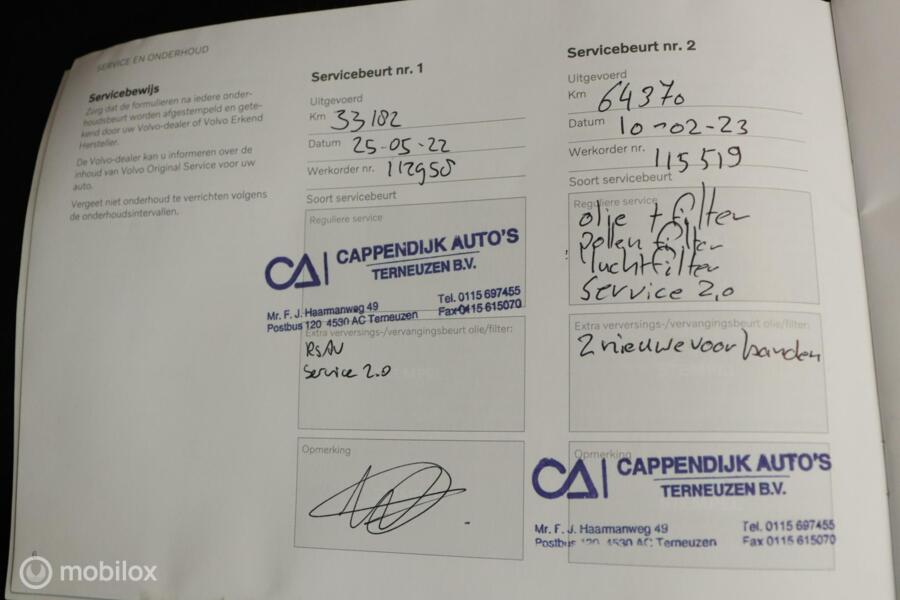 SERVICE EN ONDERHOUD
Servicebewijs
Zorg dat de formulieren na iedere onder-
houdsbeurt worden afgestempeld en gete-
kend door uw Volvo-dealer of Volvo Erkend
Hersteller.
De Volvo-dealer kan u informeren over de
inhoud van Volvo Original Service voor uw
auto.
Vergeet niet onderhoud te verrichten volgens
de onderhoudsintervallen.
Servicebeurt nr. 1
Uitgevoerd
Km 33182
Datum 25-05-22
Werkorder nr. 112958
Soort servicebeurt
Reguliere service
CA CAPPENDIJK AUTO'S
TERNEUZEN B.V.
Mr. F. J. Haarmanweg 49 Tel. 0115 697455
Postbus 120 4530 AC Terneuzen Fax 0115 615070
Extra verversings-/vervangingsbeurt olie/filter:
RSAV
Service 2.0
Opmerking
Servicebeurt nr. 2
Uitgevoerd
Km 64370
Datum 10-02-23
Werkorder nr. 115519
Soort servicebeurt
Reguliere service
olie + filter
pollen filter
luchtfilter
Service 2,0
Extra verversings-/vervangingsbeurt olie/filter:
2 nieuwe voor banden
Opmerking
CA CAPPENDIJK AUTO'S
TERNEUZEN B.V.
Mr. F. J. Haarmanweg 49 Tel. 0115 697455
Postbus 120 4530 AC Terneuzen Fax 0115 615070
6
mobilox